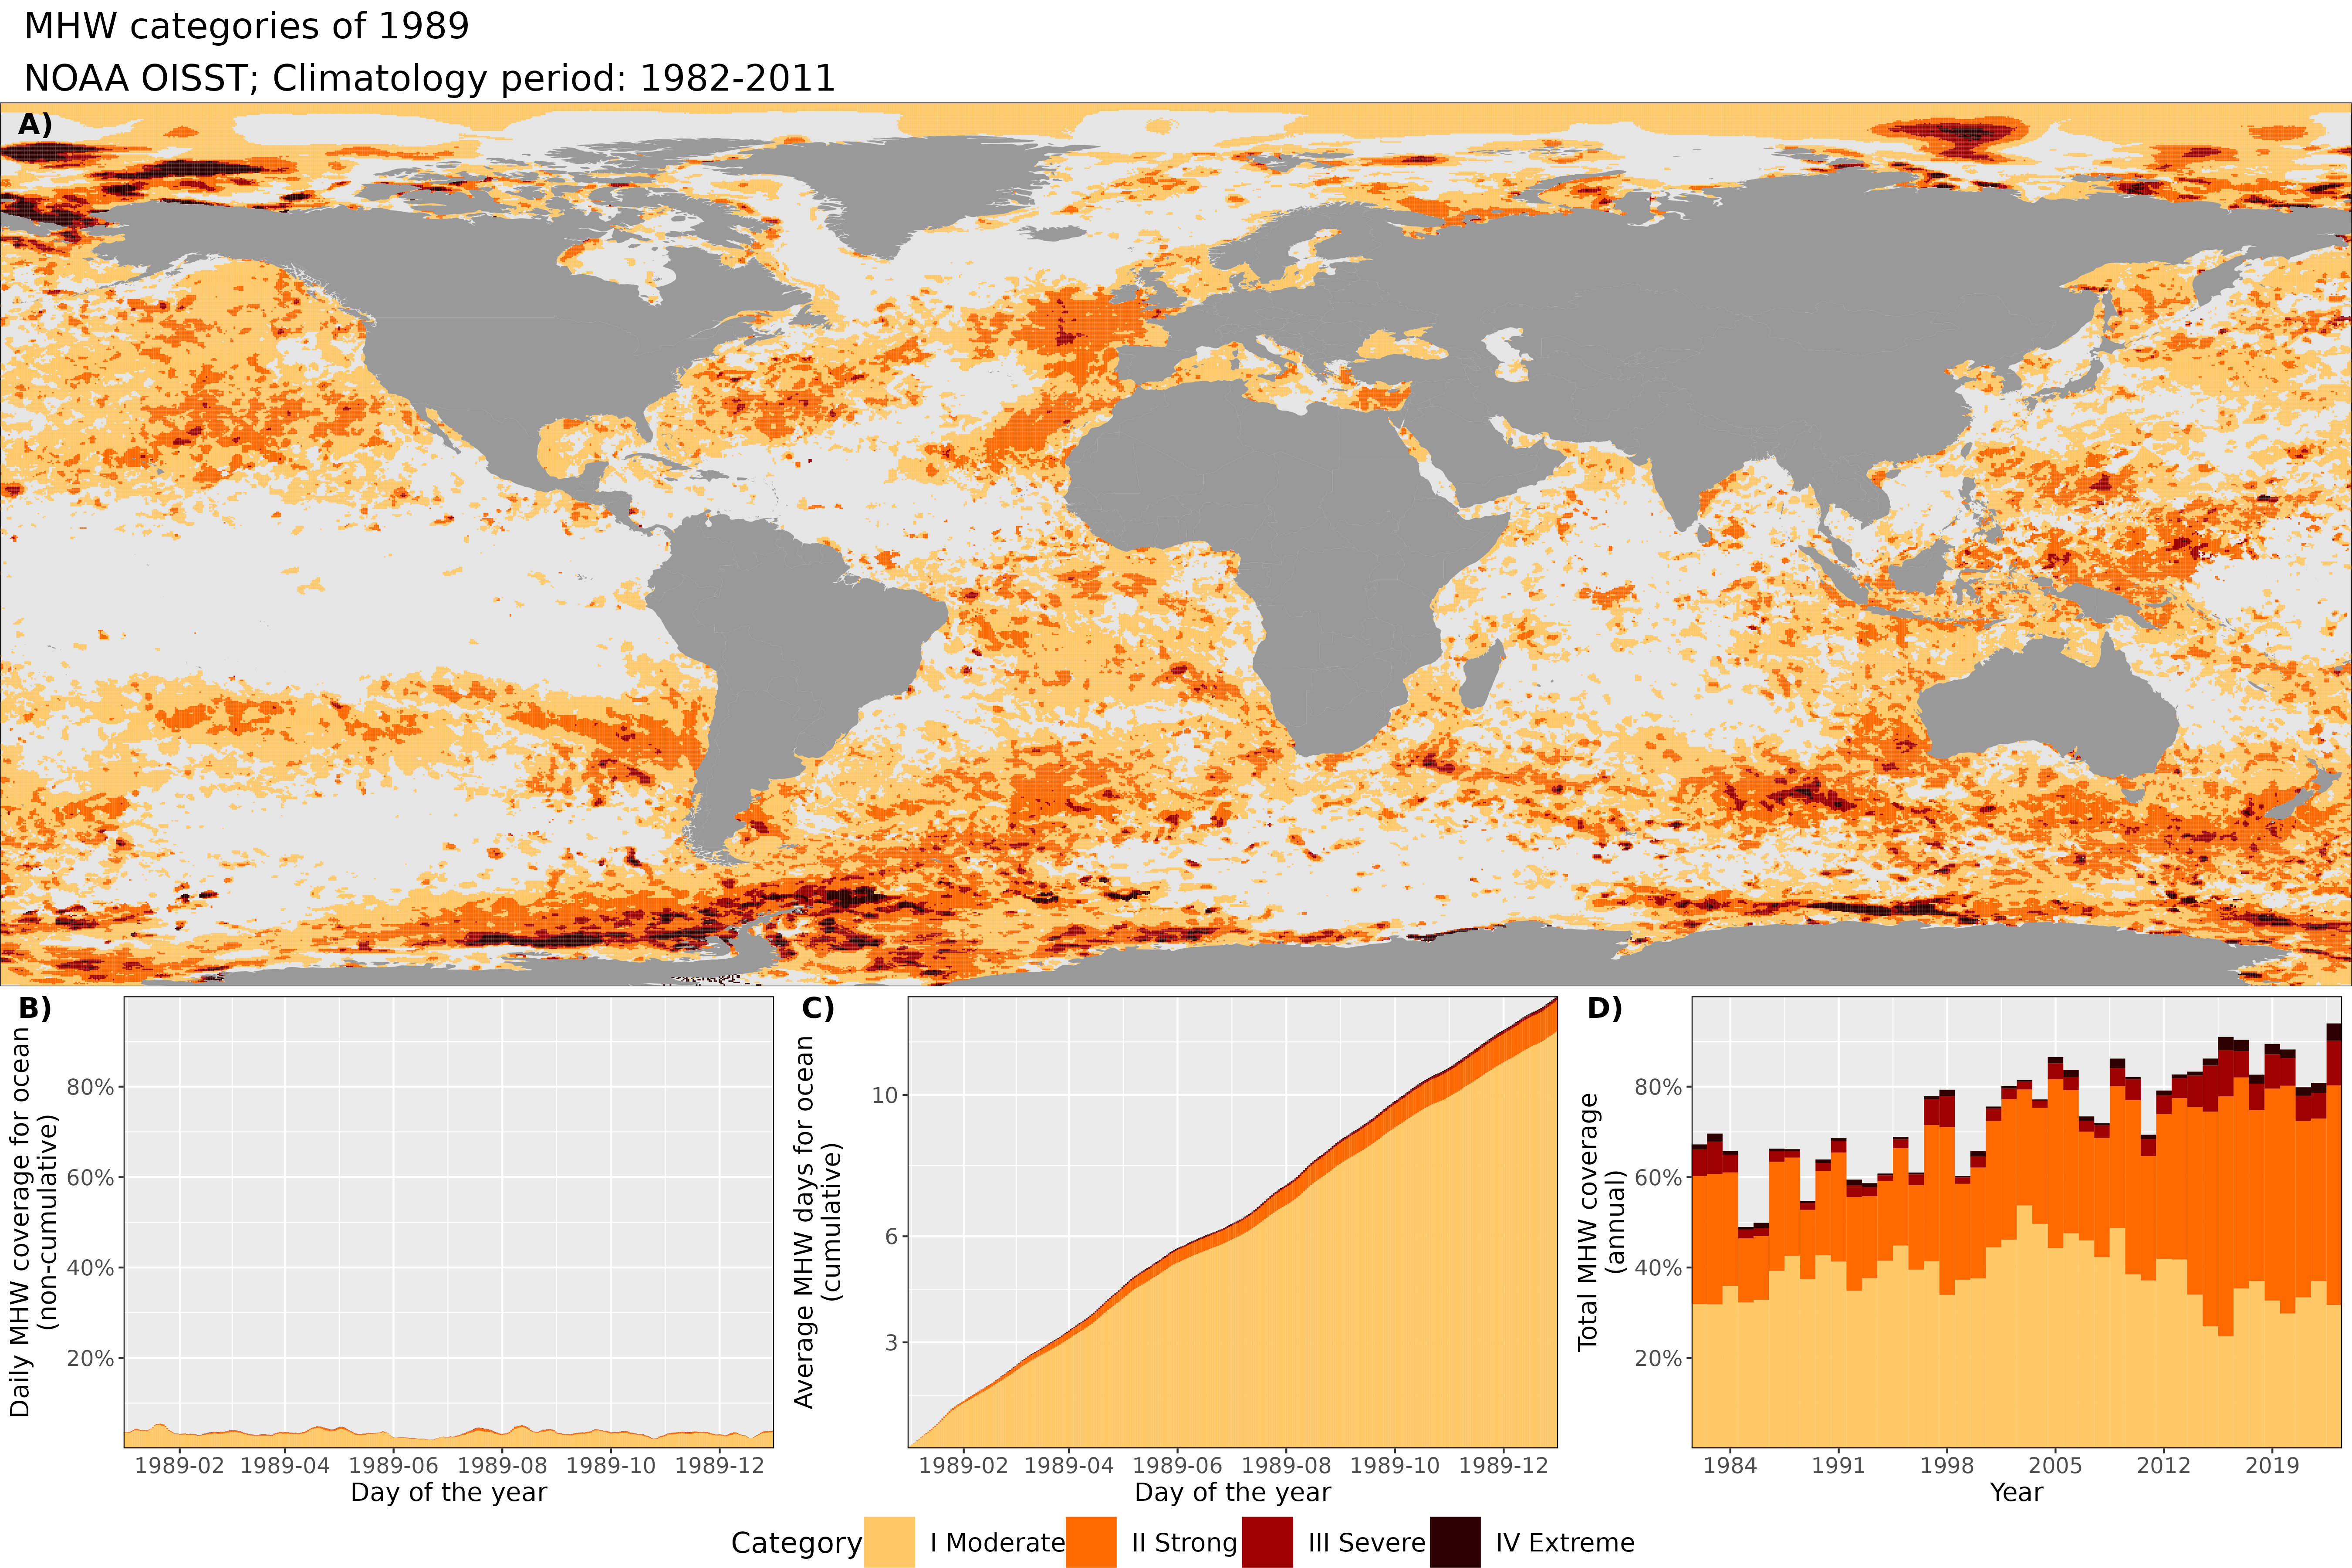 MHW categories of 1989
NOAA OISST; Climatology period: 1982-2011
A)
B)
Daily MHW coverage for ocean
(non-cumulative)
80%
60%
40%
20%
1989-02 1989-04 1989-06 1989-08 1989-10 1989-12
Day of the year
C)
Average MHW days for ocean
(cumulative)
10
6
3
1989-02 1989-04 1989-06 1989-08 1989-10 1989-12
Day of the year
D)
Total MHW coverage
(annual)
80%
60%
40%
20%
1984 1991 1998 2005 2012 2019
Year
Category I Moderate II Strong III Severe IV Extreme